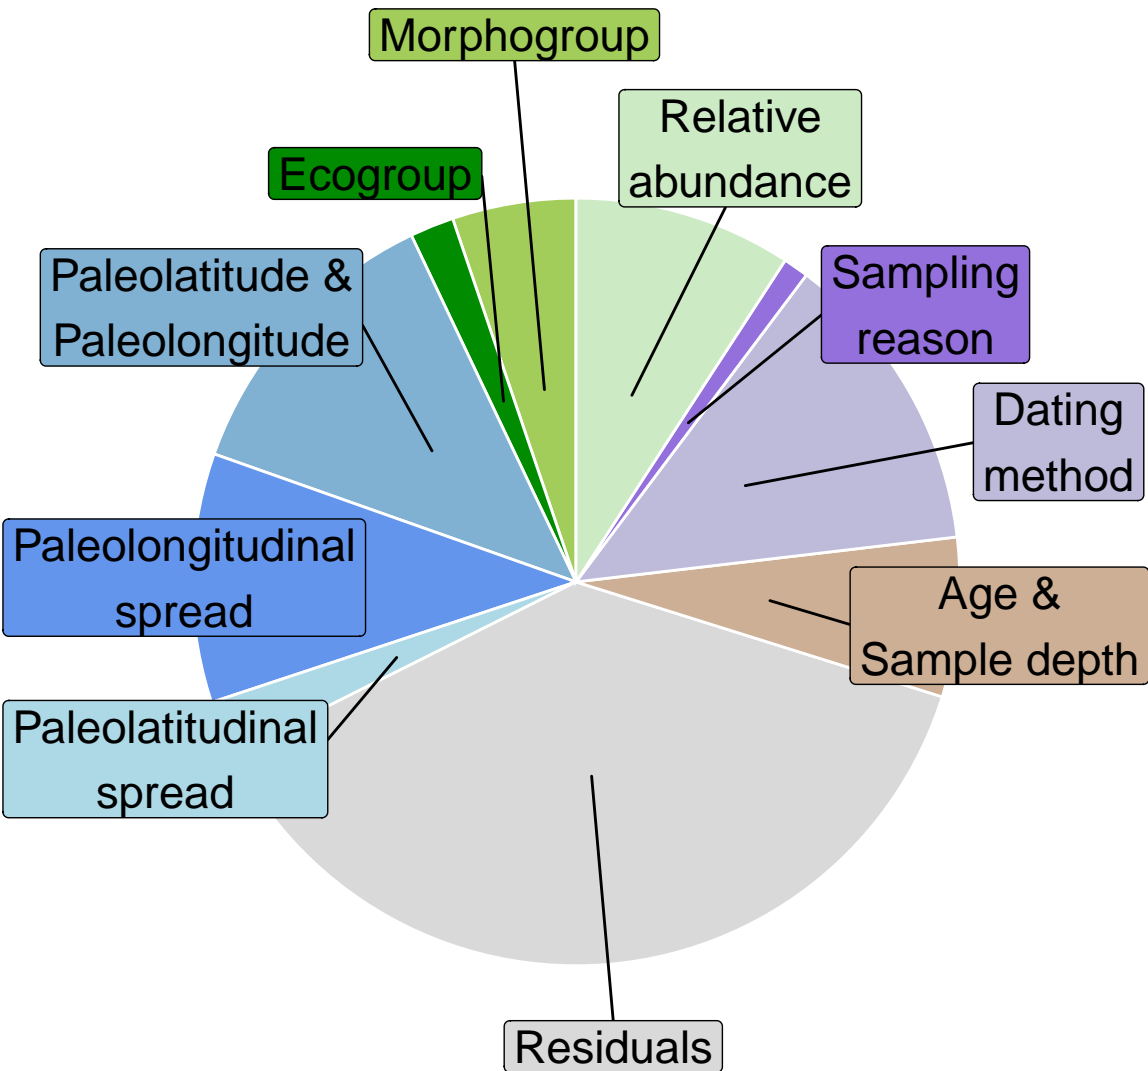 Morphogroup
Relative
abundance
Ecogroup
Sampling
reason
Paleolatitude &
Paleolongitude
Dating
method
Paleolongitudinal
spread
Age &
Sample depth
Paleolatitudinal
spread
Residuals